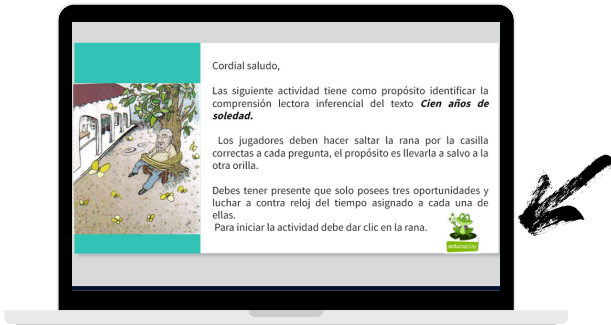 Cordial saludo,
Las siguiente actividad tiene como propósito identificar la
comprensión lectora inferencial del texto Cien años de
soledad.
Los jugadores deben hacer saltar la rana por la casilla
correctas a cada pregunta, el propósito es llevarla a salvo a la
otra orilla.
Debes tener presente que solo posees tres oportunidades y
luchar a contra reloj del tiempo asignado a cada una de
ellas.
Para iniciar la actividad debe dar clic en la rana.
educaplay